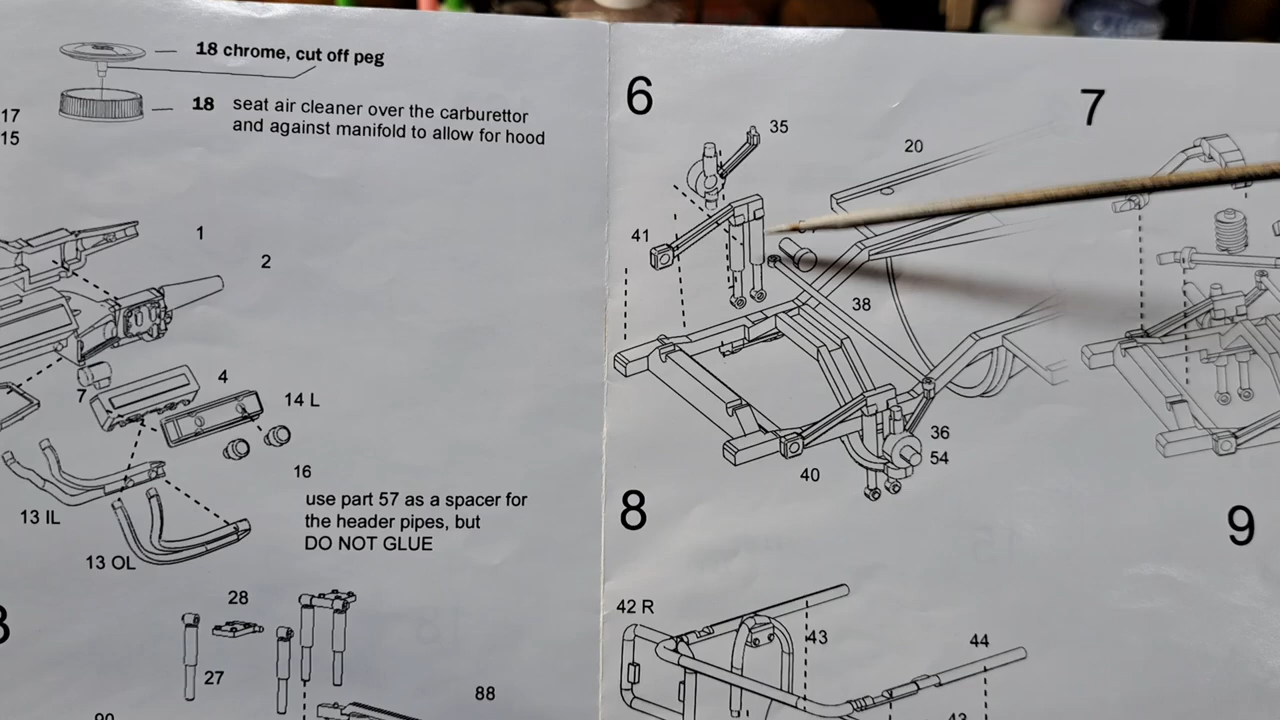 18 chrome, cut off peg
18 seat air cleaner over the carburettor
and against manifold to allow for hood
17
15
1
2
4
7
14 L
16
use part 57 as a spacer for
the header pipes, but
DO NOT GLUE
13 IL
13 OL
28
27
88
6
35
20
41
38
36
54
40
7
8
42 R
43
44
9